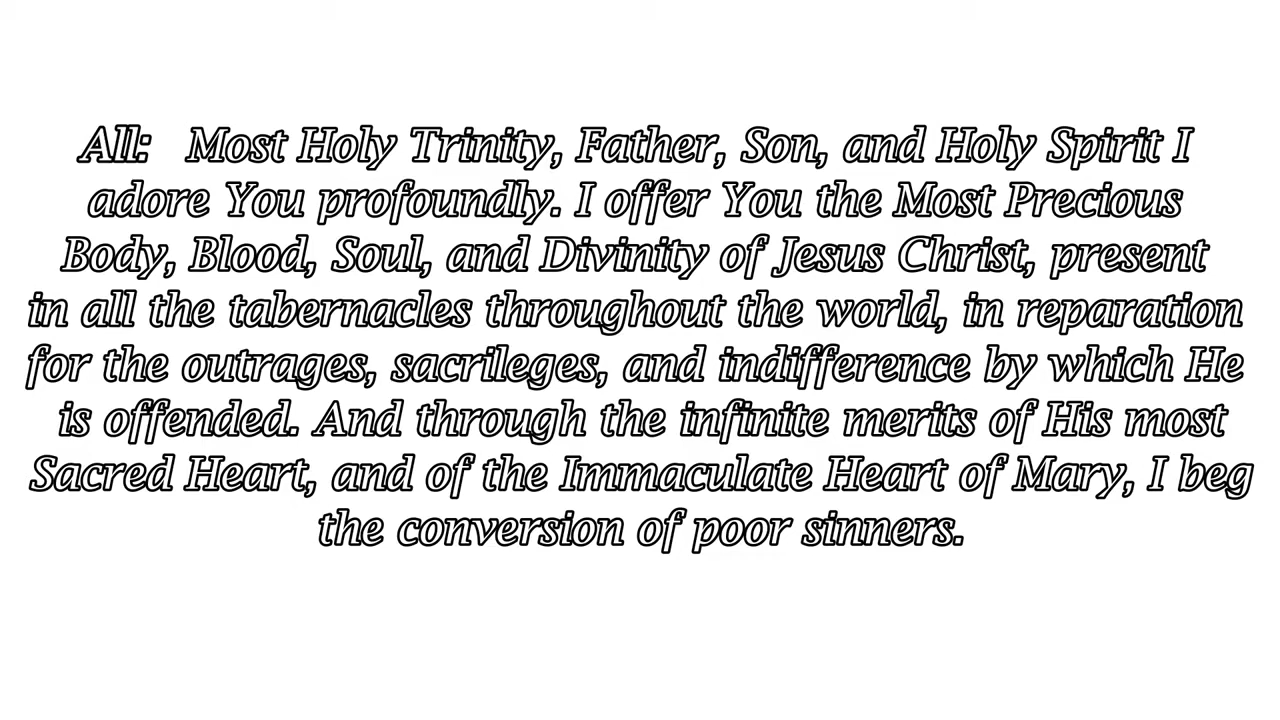 All: Most Holy Trinity, Father, Son, and Holy Spirit I
adore You profoundly. I offer You the Most Precious
Body, Blood, Soul, and Divinity of Jesus Christ, present
in all the tabernacles throughout the world, in reparation
for the outrages, sacrileges, and indifference by which He
is offended. And through the infinite merits of His most
Sacred Heart, and of the Immaculate Heart of Mary, I beg
the conversion of poor sinners.